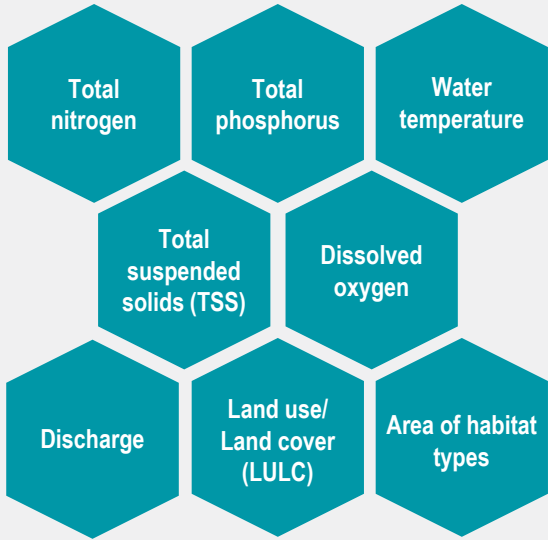 Total
nitrogen
Total
phosphorus
Water
temperature
Total
suspended
solids (TSS)
Dissolved
oxygen
Discharge
Land use/
Land cover
(LULC)
Area of habitat
types